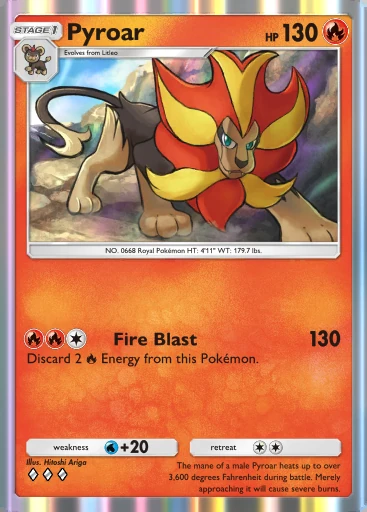 STAGE 1 Pyroar HP 130
Evolves from Litleo
NO. 0668 Royal Pokémon HT: 4'11" WT: 179.7 lbs.
Fire Blast 130
Discard 2 Energy from this Pokémon.
weakness +20 retreat
Illus. Hitoshi Ariga
The mane of a male Pyroar heats up to over
3,600 degrees Fahrenheit during battle. Merely
approaching it will cause severe burns.